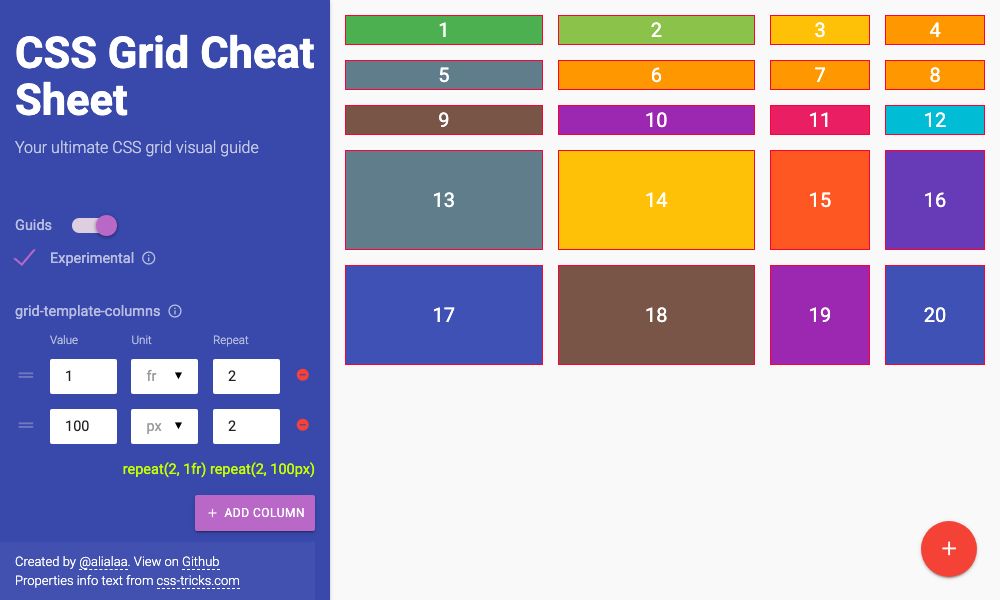 CSS Grid Cheat
Sheet
Your ultimate CSS grid visual guide
Guids
Experimental
grid-template-columns
Value Unit Repeat
1 fr 2
100 px 2
repeat(2, 1fr) repeat(2, 100px)
+ ADD COLUMN
Created by @alialaa. View on Github
Properties info text from css-tricks.com
1 2 3 4
5 6 7 8
9 10 11 12
13 14 15 16
17 18 19 20
+